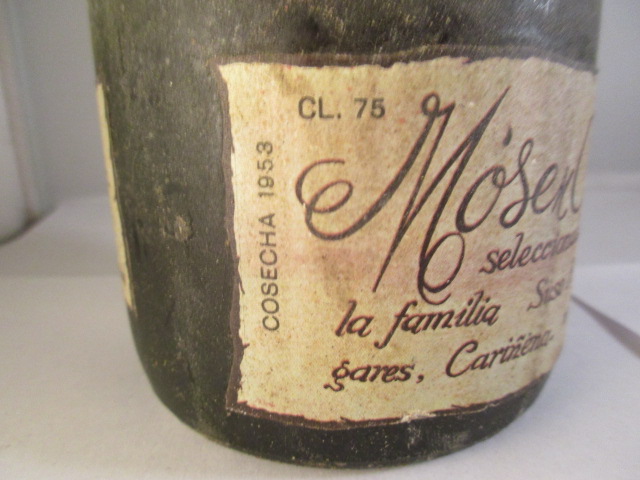 CL. 75
COSECHA 1953
Mósen
la familia
gares, Cariñena.